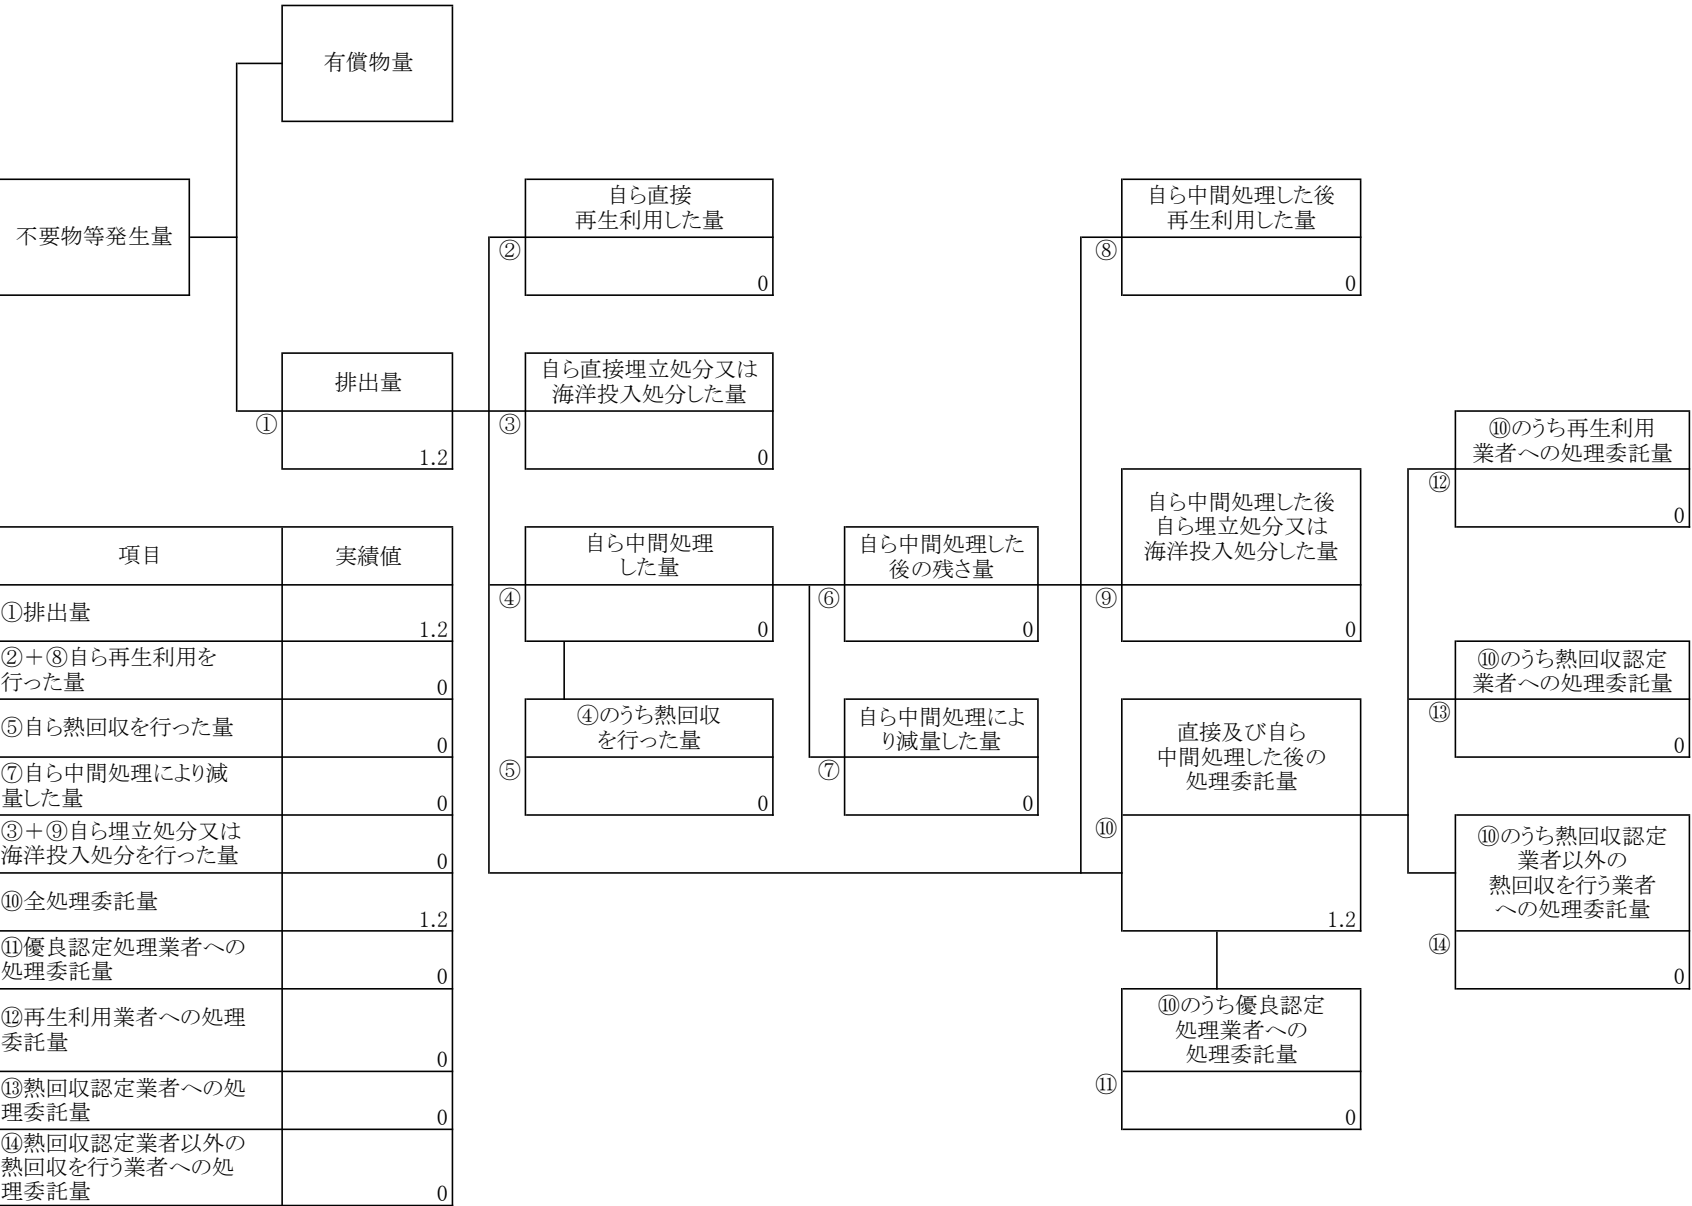 有償物量
不要物等発生量
自ら直接
再生利用した量
②
0
自ら中間処理した後
再生利用した量
⑧
0
排出量
①
1.2
自ら直接埋立処分又は
海洋投入処分した量
③
0
⑩のうち再生利用
業者への処理委託量
⑫
0
自ら中間処理
した量
④
0
自ら中間処理した
後の残さ量
⑥
0
自ら中間処理した後
自ら埋立処分又は
海洋投入処分した量
⑨
0
⑩のうち熱回収認定
業者への処理委託量
⑬
0
④のうち熱回収
を行った量
⑤
0
自ら中間処理によ
り減量した量
⑦
0
直接及び自ら
中間処理した後の
処理委託量
⑩
1.2
⑩のうち熱回収認定
業者以外の
熱回収を行う業者
への処理委託量
⑭
0
⑩のうち優良認定
処理業者への
処理委託量
⑪
0
項目 実績値
①排出量
1.2
②+⑧自ら再生利用を
行った量
0
⑤自ら熱回収を行った量
0
⑦自ら中間処理により減
量した量
0
③+⑨自ら埋立処分又は
海洋投入処分を行った量
0
⑩全処理委託量
1.2
⑪優良認定処理業者への
処理委託量
0
⑫再生利用業者への処理
委託量
0
⑬熱回収認定業者への処
理委託量
0
⑭熱回収認定業者以外の
熱回収を行う業者への処
理委託量
0